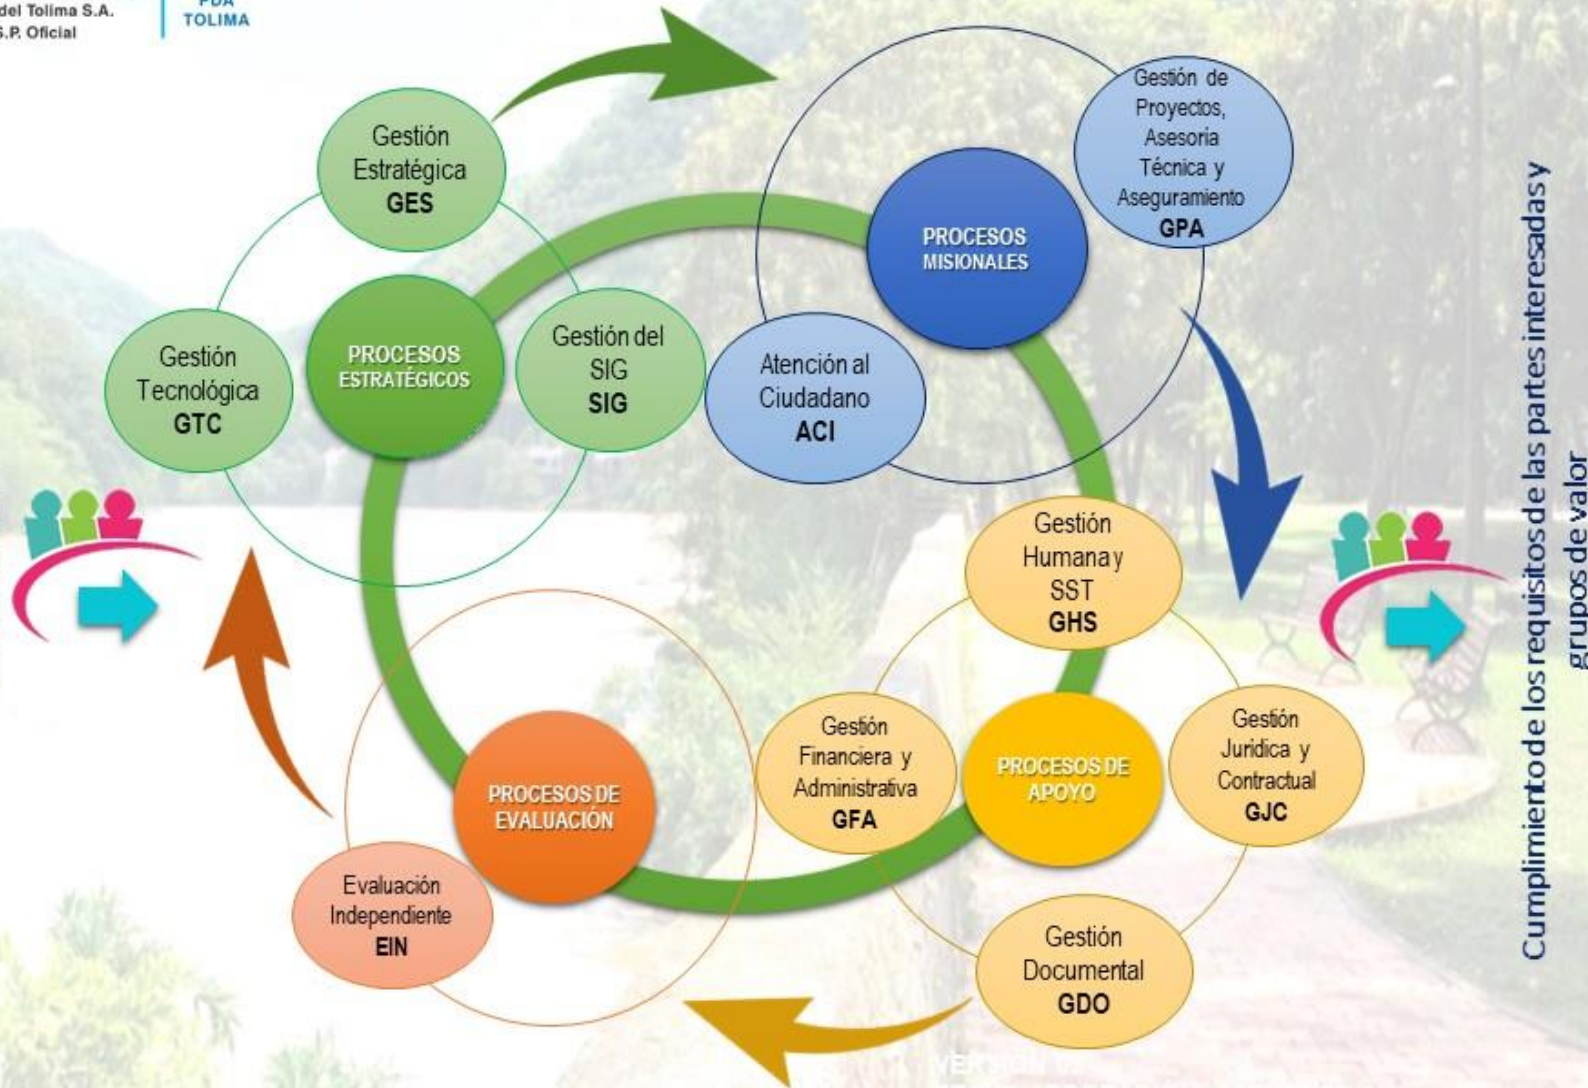 del Tolima S.A.
S.P. Oficial
PDA
TOLIMA
Gestión
Estratégica
GES
Gestión
Tecnológica
GTC
PROCESOS
ESTRATÉGICOS
Gestión del
SIG
SIG
Gestión de
Proyectos,
Asesoría
Técnica y
Aseguramiento
GPA
PROCESOS
MISIONALES
Atención al
Ciudadano
ACI
Gestión
Humana y
SST
GHS
Gestión
Financiera y
Administrativa
GFA
PROCESOS DE
APOYO
Gestión
Jurídica y
Contractual
GJC
Gestión
Documental
GDO
PROCESOS DE
EVALUACIÓN
Evaluación
Independiente
EIN
Cumplimiento de los requisitos de las partes interesadas y
grupos de valor
VERSIÓN